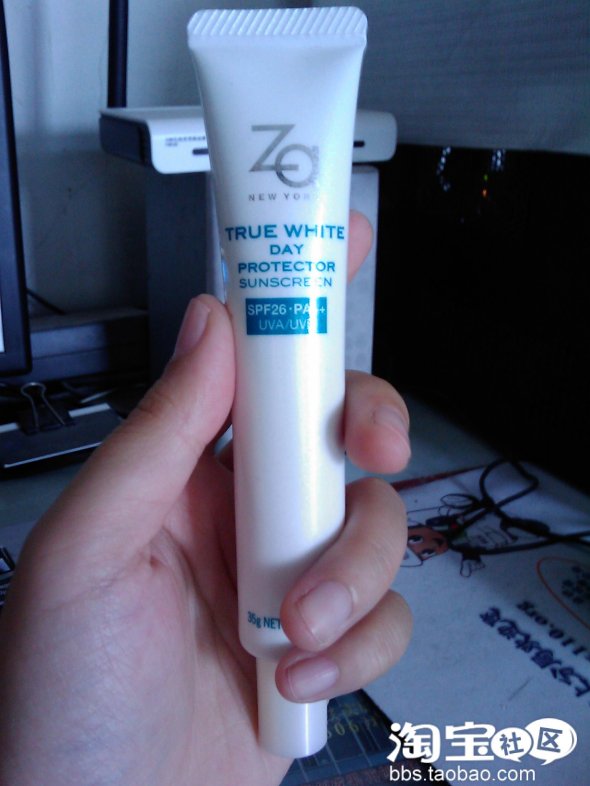 Za
NEW YORK
TRUE WHITE
DAY
PROTECTOR
SUNSCREEN
SPF26·PA++
UVA/UVB
35g NET
淘宝社区
bbs.taobao.com